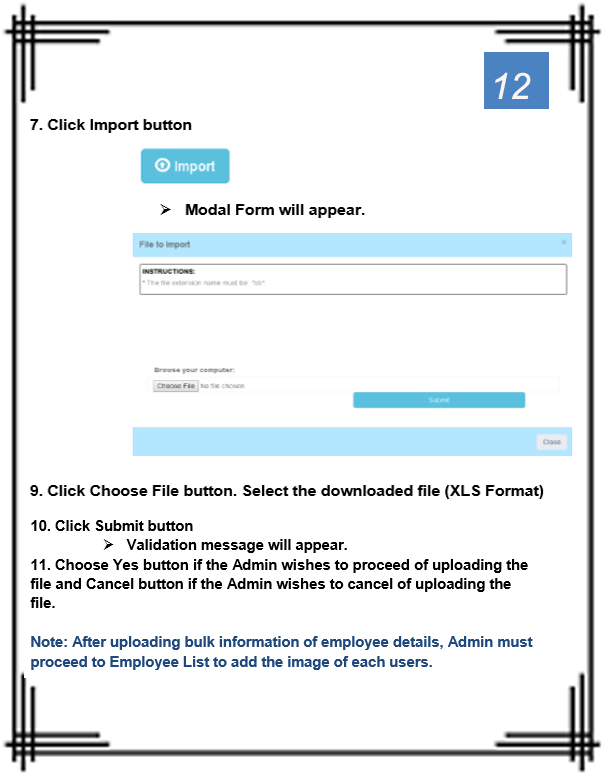 12
7. Click Import button
Import
➢ Modal Form will appear.
File to import ×
INSTRUCTIONS:
* The file extension name must be: "xls".
Browse your computer:
Choose File No file chosen
Submit
Close
9. Click Choose File button. Select the downloaded file (XLS Format)
10. Click Submit button
➢ Validation message will appear.
11. Choose Yes button if the Admin wishes to proceed of uploading the
file and Cancel button if the Admin wishes to cancel of uploading the
file.
Note: After uploading bulk information of employee details, Admin must
proceed to Employee List to add the image of each users.